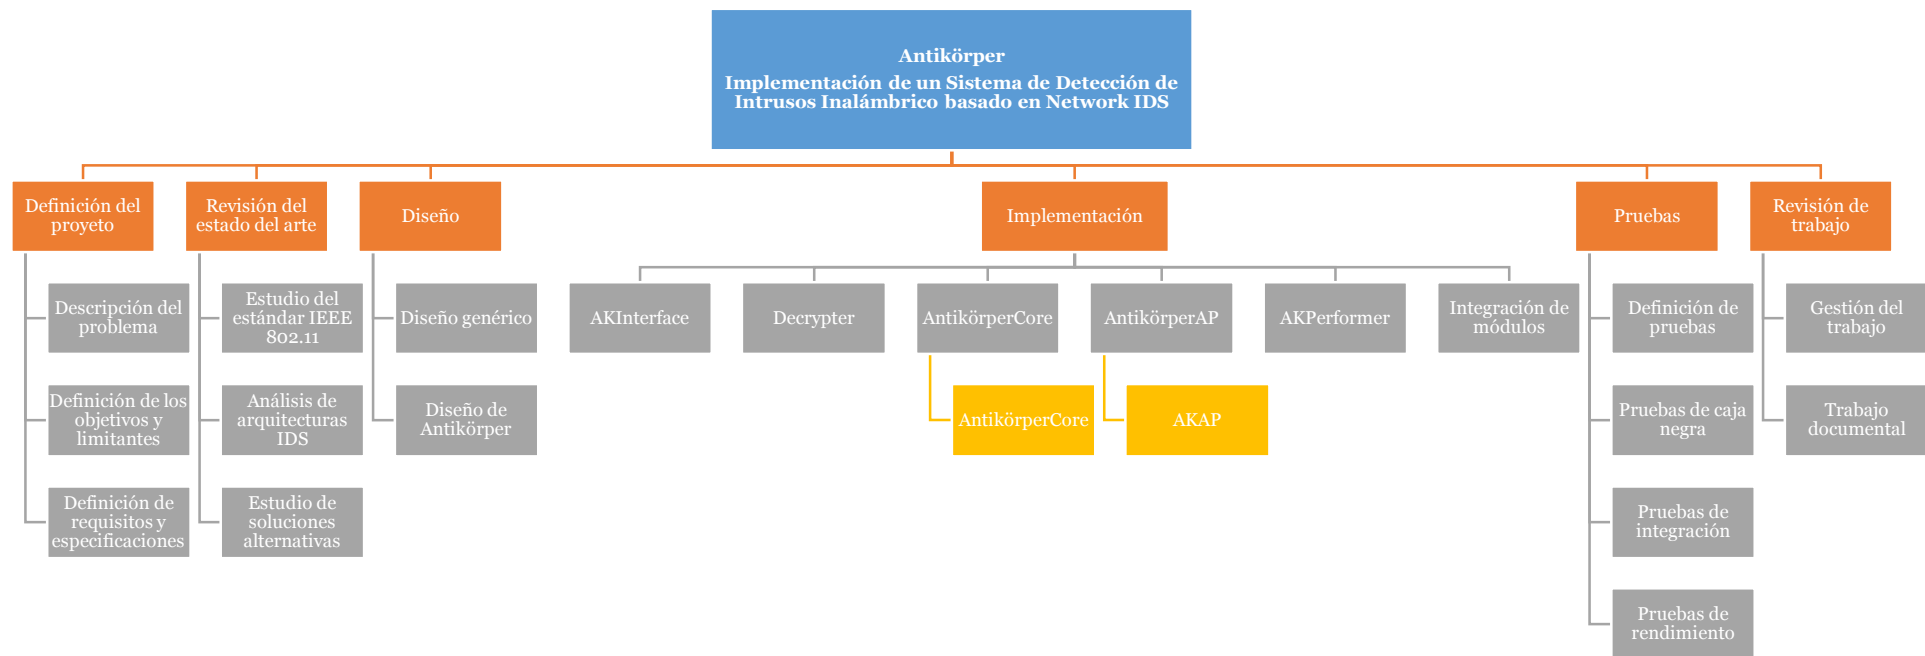 Antikörper
Implementación de un Sistema de Detección de
Intrusos Inalámbrico basado en Network IDS
Definición del
proyeto
Revisión del
estado del arte
Diseño
Implementación
Pruebas
Revisión de
trabajo
Descripción del
problema
Estudio del
estándar IEEE
802.11
Diseño genérico
AKInterface
Decrypter
AntikörperCore
AntikörperAP
AKPerformer
Integración de
módulos
Definición de
pruebas
Gestión del
trabajo
Definición de los
objetivos y
limitantes
Análisis de
arquitecturas
IDS
Diseño de
Antikörper
AntikörperCore
AKAP
Pruebas de caja
negra
Trabajo
documental
Definición de
requisitos y
especificaciones
Estudio de
soluciones
alternativas
Pruebas de
integración
Pruebas de
rendimiento